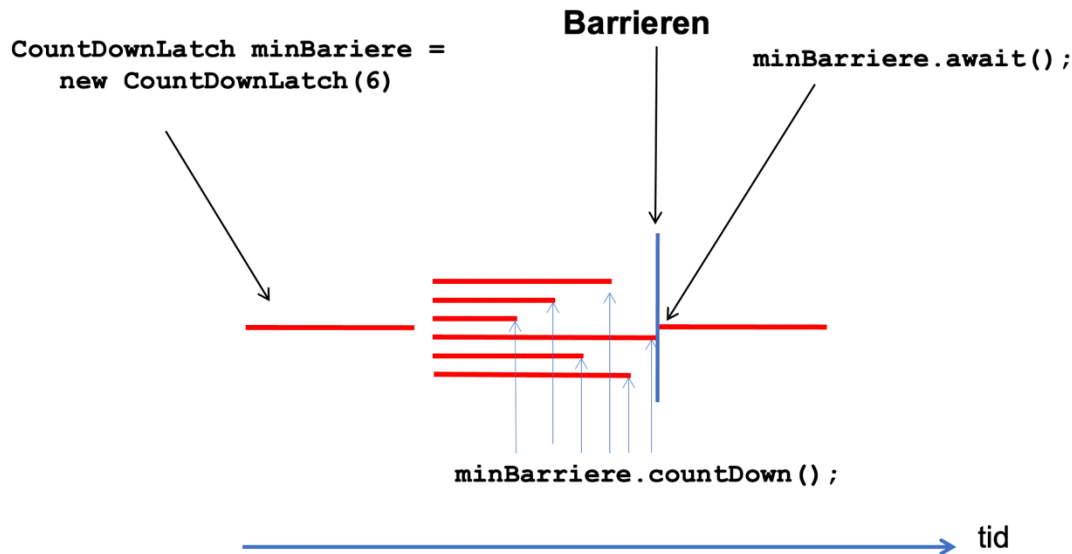 Barrieren
CountDownLatch minBariere =
new CountDownLatch(6)
minBarriere.await();
minBarriere.countDown();
tid